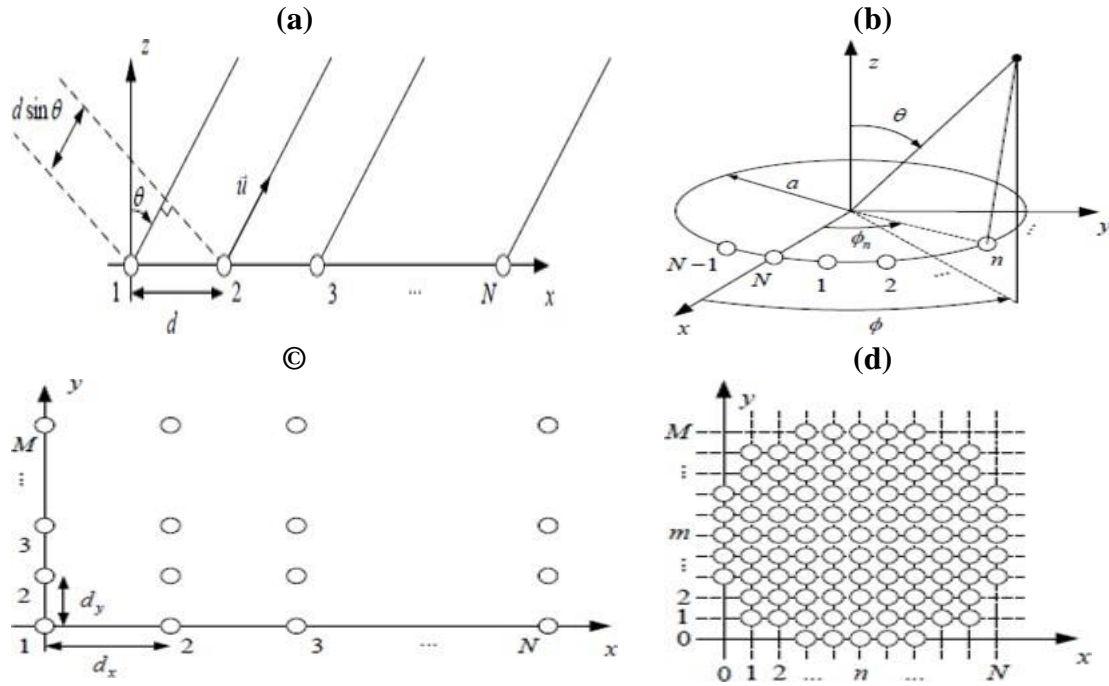 (a)
z
d sin θ
θ
u⃗
1 2 3 ... N x
d
(b)
z
θ
a
y
ϕn
N−1 N 1 2 ... n ...
x
ϕ
©
y
M
...
3
2
dy
1 2 3 ... N x
dx
(d)
y
M
...
m
...
2
1
0
x
0 1 2 ... n ... N